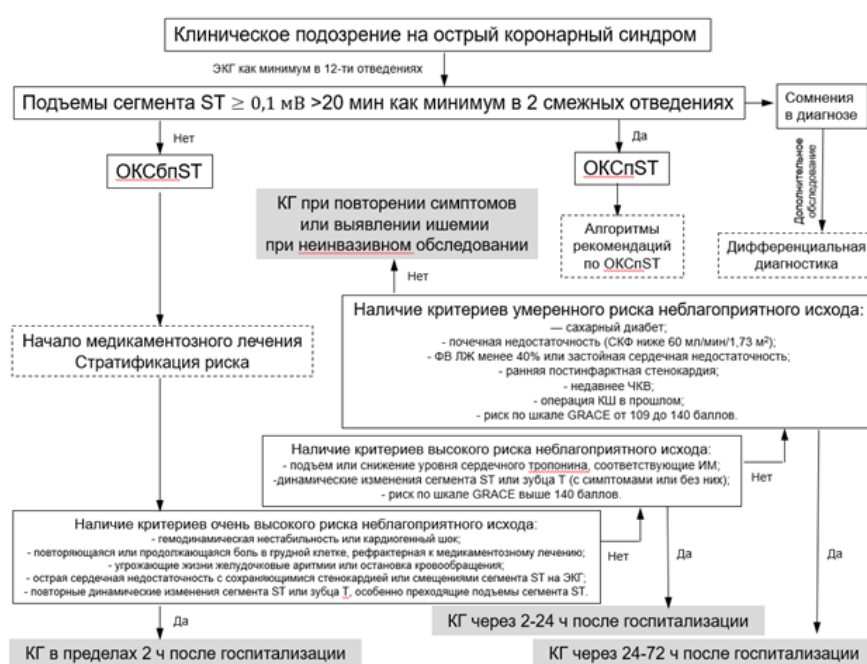 Клиническое подозрение на острый коронарный синдром
ЭКГ как минимум в 12-ти отведениях
Подъемы сегмента ST ≥ 0,1 мВ >20 мин как минимум в 2 смежных отведениях
Сомнения
в диагнозе
Нет
Да
ОКСбпST
ОКСпST
Дополнительное
обследование
КГ при повторении симптомов
или выявлении ишемии
при неинвазивном обследовании
Алгоритмы
рекомендаций
по ОКСпST
Дифференциальная
диагностика
Нет
Начало медикаментозного лечения
Стратификация риска
Наличие критериев умеренного риска неблагоприятного исхода:
— сахарный диабет;
- почечная недостаточность (СКФ ниже 60 мл/мин/1,73 м²);
- ФВ ЛЖ менее 40% или застойная сердечная недостаточность;
- ранняя постинфарктная стенокардия;
- недавнее ЧКВ;
- операция КШ в прошлом;
- риск по шкале GRACE от 109 до 140 баллов.
Наличие критериев высокого риска неблагоприятного исхода:
- подъем или снижение уровня сердечного тропонина, соответствующие ИМ;
-динамические изменения сегмента ST или зубца T (с симптомами или без них);
- риск по шкале GRACE выше 140 баллов.
Нет
Наличие критериев очень высокого риска неблагоприятного исхода:
- гемодинамическая нестабильность или кардиогенный шок;
- повторяющаяся или продолжающаяся боль в грудной клетке, рефрактерная к медикаментозному лечению;
- угрожающие жизни желудочковые аритмии или остановка кровообращения;
- острая сердечная недостаточность с сохраняющимися стенокардией или смещениями сегмента ST на ЭКГ;
- повторные динамические изменения сегмента ST или зубца T, особенно преходящие подъемы сегмента ST.
Нет
Да
Да
Да
КГ через 2-24 ч после госпитализации
КГ в пределах 2 ч после госпитализации
КГ через 24-72 ч после госпитализации